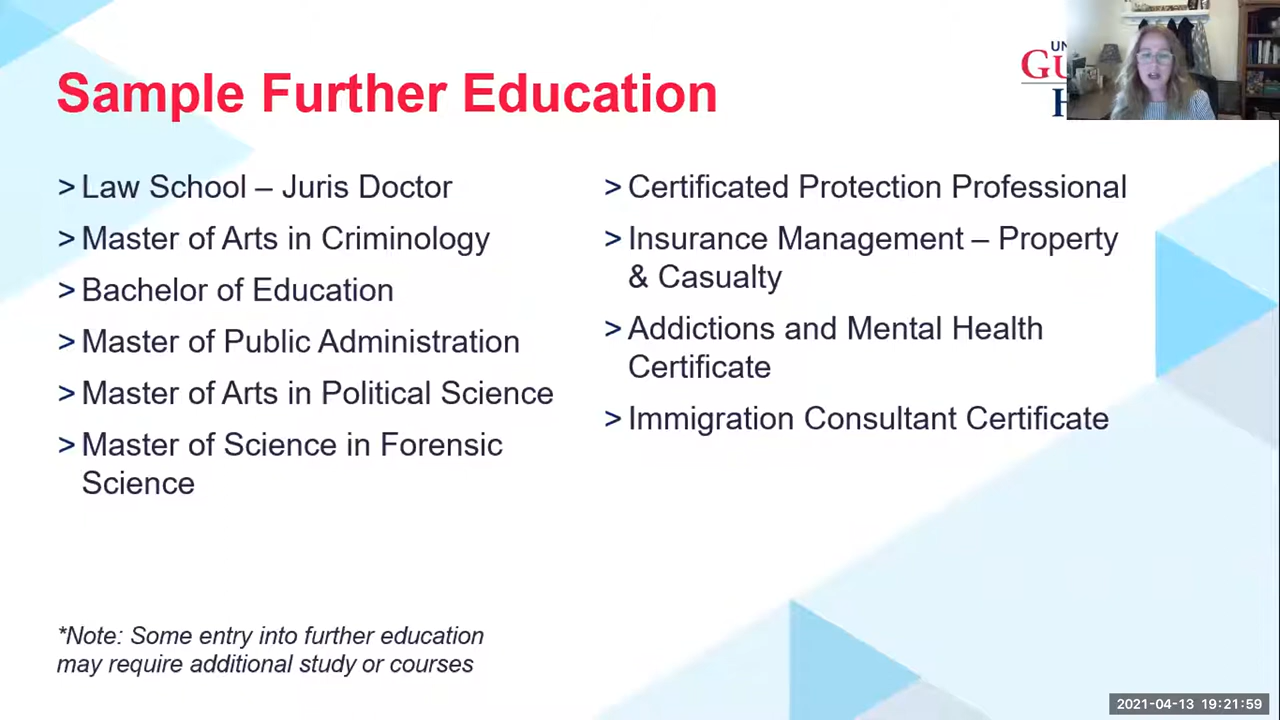 Sample Further Education
UN
GU
H
> Law School – Juris Doctor
> Master of Arts in Criminology
> Bachelor of Education
> Master of Public Administration
> Master of Arts in Political Science
> Master of Science in Forensic
Science
> Certificated Protection Professional
> Insurance Management – Property
& Casualty
> Addictions and Mental Health
Certificate
> Immigration Consultant Certificate
*Note: Some entry into further education
may require additional study or courses
2021-04-13 19:21:59